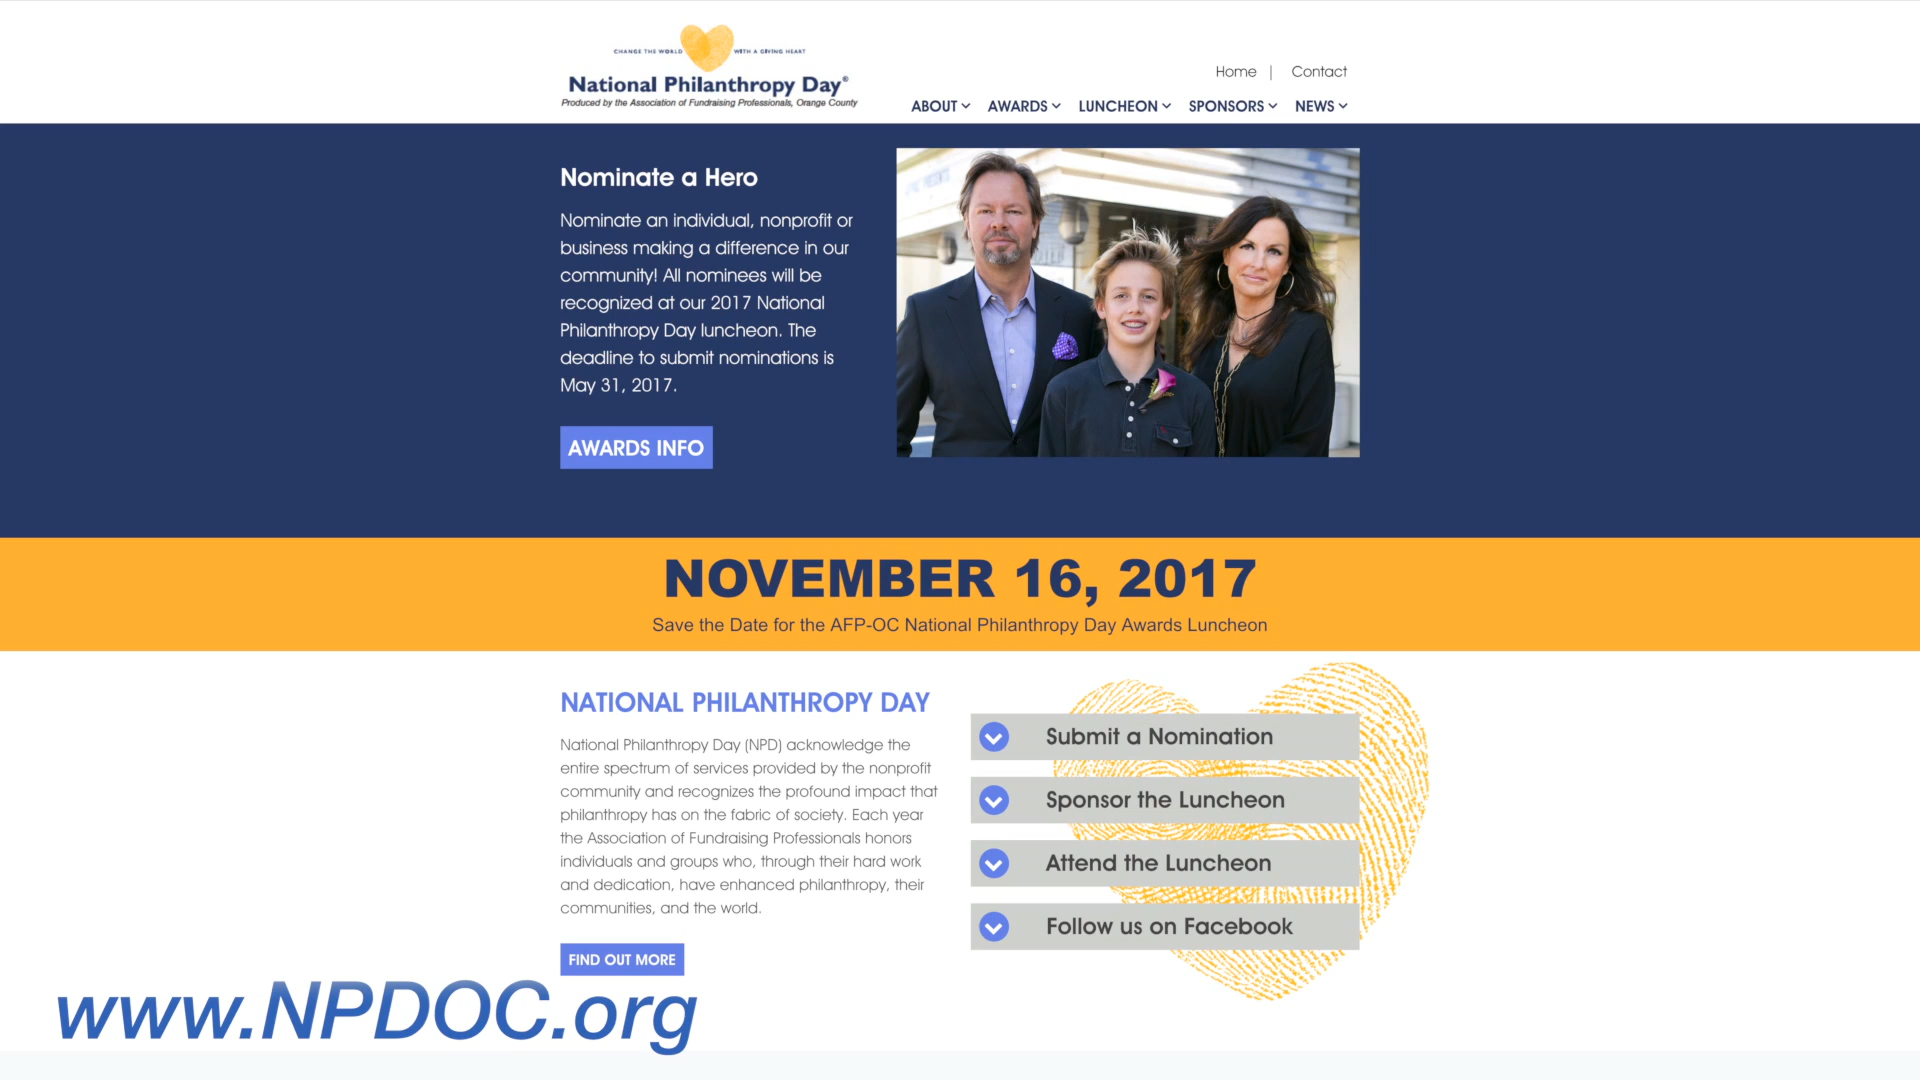 CHANGE THE WORLD WITH A GIVING HEART
National Philanthropy Day®
Produced by the Association of Fundraising Professionals, Orange County
Home | Contact
ABOUT AWARDS LUNCHEON SPONSORS NEWS
Nominate a Hero
Nominate an individual, nonprofit or
business making a difference in our
community! All nominees will be
recognized at our 2017 National
Philanthropy Day luncheon. The
deadline to submit nominations is
May 31, 2017.
AWARDS INFO
NOVEMBER 16, 2017
Save the Date for the AFP-OC National Philanthropy Day Awards Luncheon
NATIONAL PHILANTHROPY DAY
National Philanthropy Day (NPD) acknowledge the
entire spectrum of services provided by the nonprofit
community and recognizes the profound impact that
philanthropy has on the fabric of society. Each year
the Association of Fundraising Professionals honors
individuals and groups who, through their hard work
and dedication, have enhanced philanthropy, their
communities, and the world.
FIND OUT MORE
Submit a Nomination
Sponsor the Luncheon
Attend the Luncheon
Follow us on Facebook
www.NPDOC.org